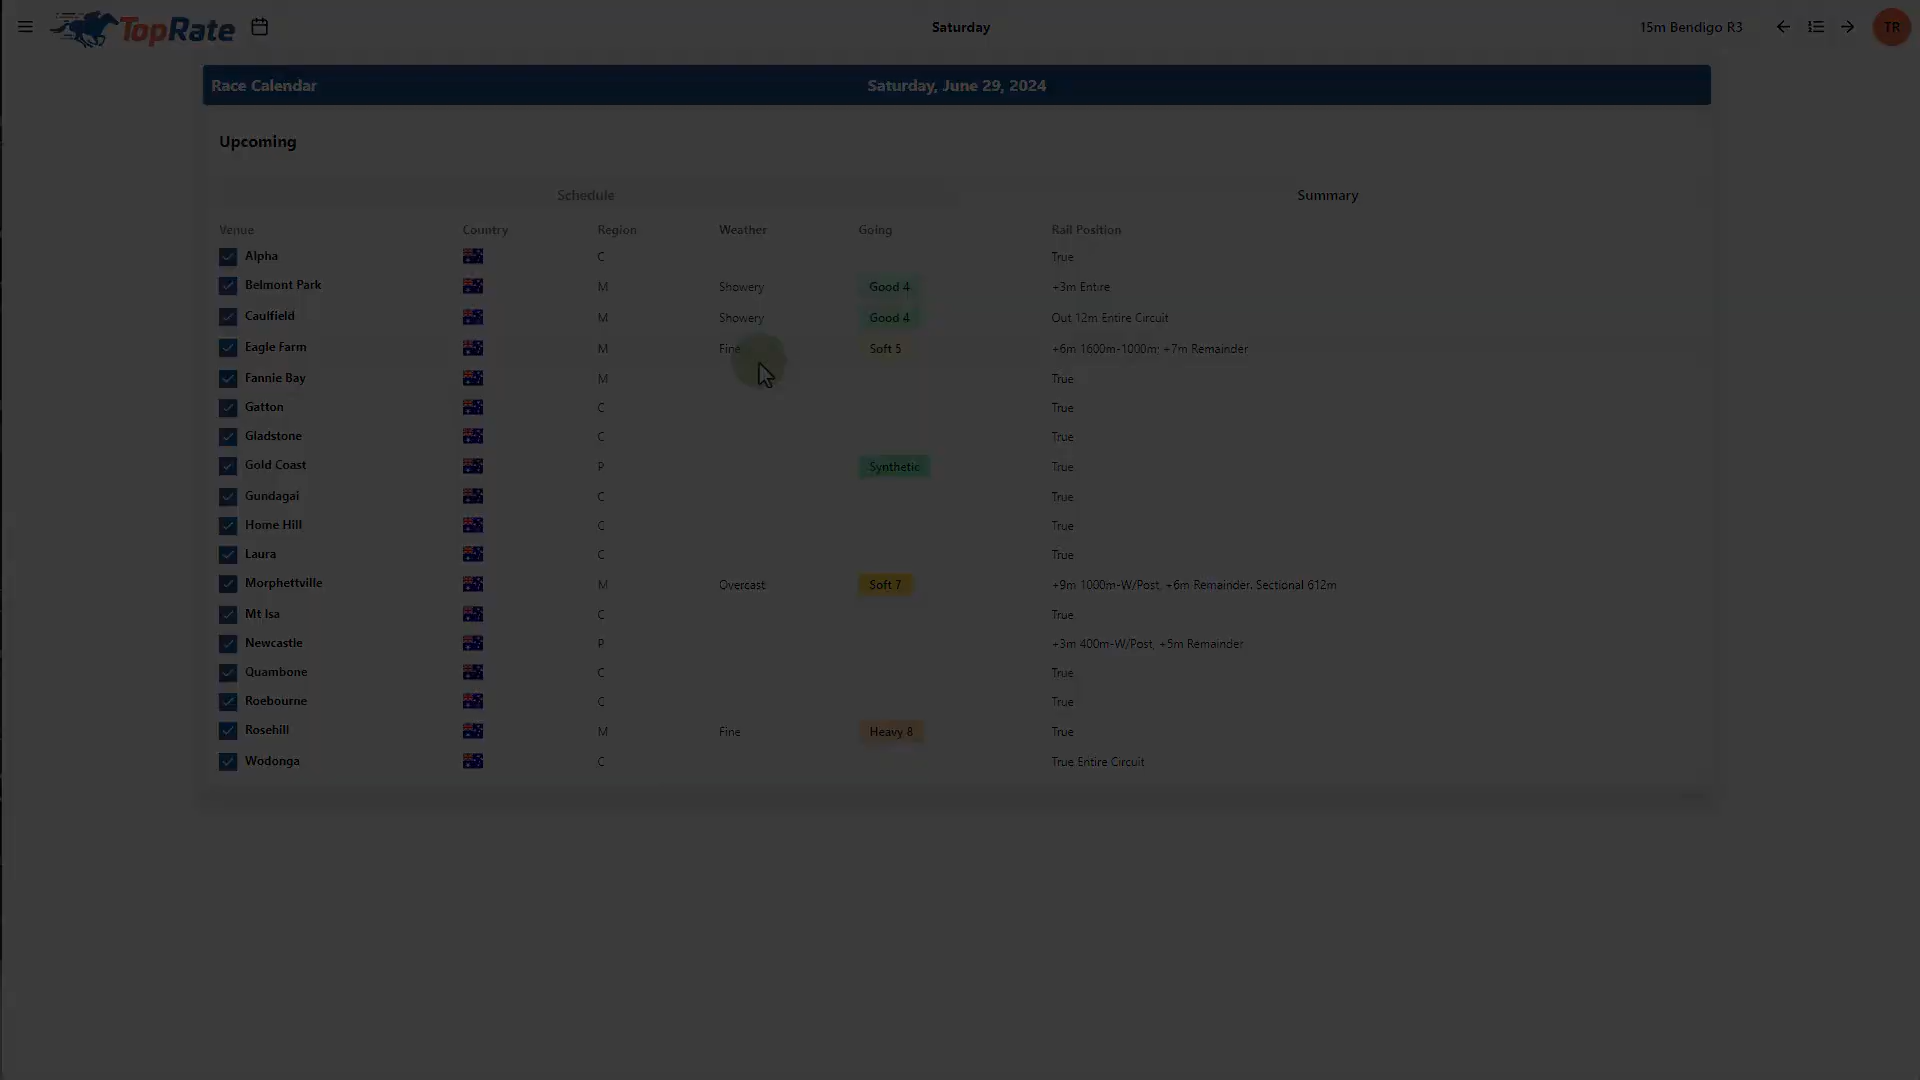 TopRate
Saturday
15m Bendigo R3
TR
Race Calendar
Saturday, June 29, 2024
Upcoming
Schedule
Summary
Venue Country Region Weather Going Rail Position
Alpha C True
Belmont Park M Showery Good 4 +3m Entire
Caulfield M Showery Good 4 Out 12m Entire Circuit
Eagle Farm M Fine Soft 5 +6m 1600m-1000m; +7m Remainder
Fannie Bay M True
Gatton C True
Gladstone C True
Gold Coast P Synthetic True
Gundagai C True
Home Hill C True
Laura C True
Morphettville M Overcast Soft 7 +9m 1000m-W/Post, +6m Remainder. Sectional 612m
Mt Isa C True
Newcastle P +3m 400m-W/Post, +5m Remainder
Quambone C True
Roebourne C True
Rosehill M Fine Heavy 8 True
Wodonga C True Entire Circuit